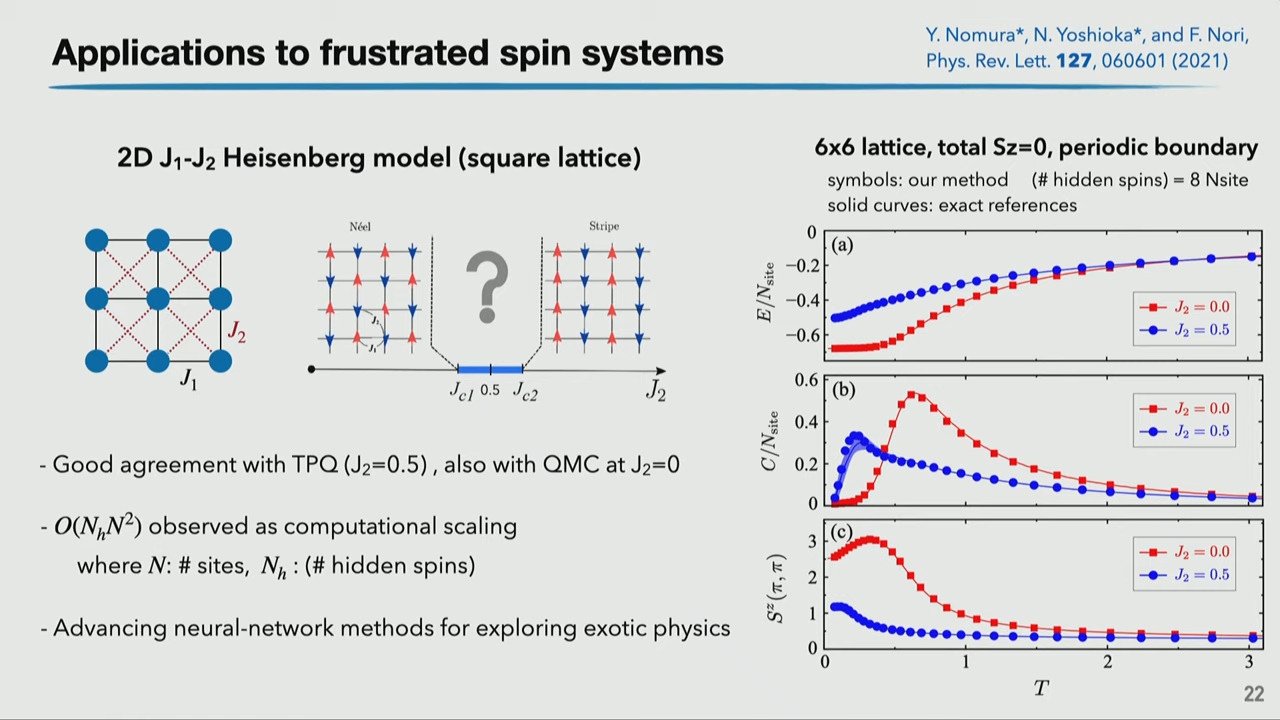 Applications to frustrated spin systems
Y. Nomura*, N. Yoshioka*, and F. Nori,
Phys. Rev. Lett. 127, 060601 (2021)
2D J₁-J₂ Heisenberg model (square lattice)
J₂
J₁
Néel
J₁
J₁
?
Stripe
J꜀₁ 0.5 J꜀₂
J₂
- Good agreement with TPQ (J₂=0.5) , also with QMC at J₂=0
- O(NₕN²) observed as computational scaling
where N: # sites, Nₕ : (# hidden spins)
- Advancing neural-network methods for exploring exotic physics
6x6 lattice, total Sz=0, periodic boundary
symbols: our method (# hidden spins) = 8 Nsite
solid curves: exact references
(a)
E/Nsite
0
−0.2
−0.4
−0.6
J₂ = 0.0
J₂ = 0.5
(b)
C/Nsite
0.6
0.4
0.2
0
J₂ = 0.0
J₂ = 0.5
(c)
Sᶻ(π, π)
3
2
1
0
J₂ = 0.0
J₂ = 0.5
0 1 2 3
T
22